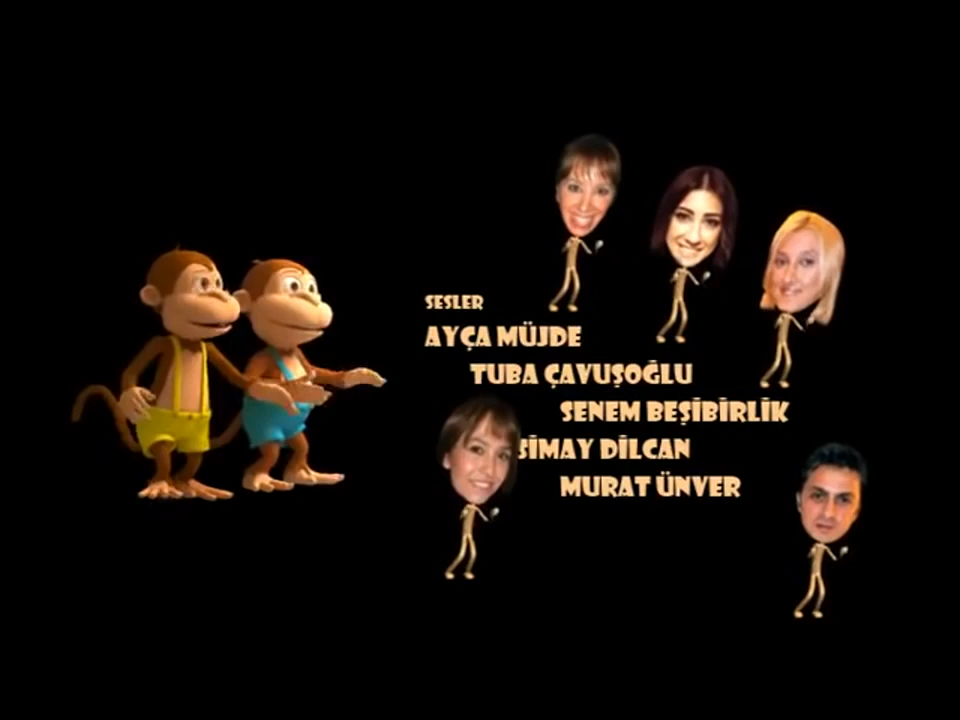 SESLER
AYÇA MÜJDE
TUBA ÇAVUŞOĞLU
SENEM BEŞİBİRLİK
SİMAY DİLCAN
MURAT ÜNVER